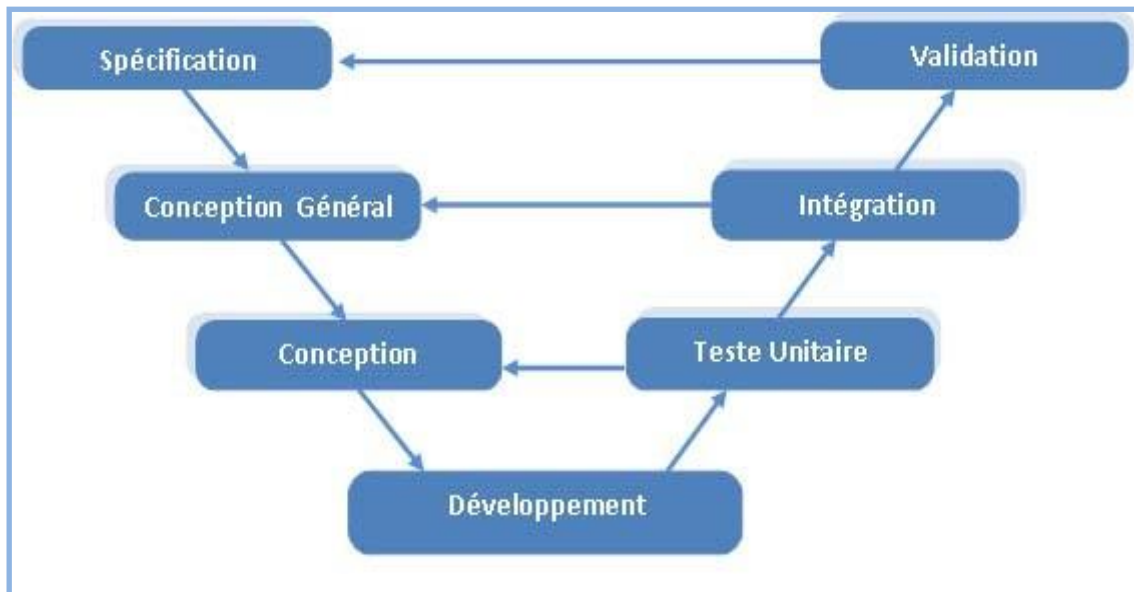 Spécification
Validation
Conception Général
Intégration
Conception
Teste Unitaire
Développement